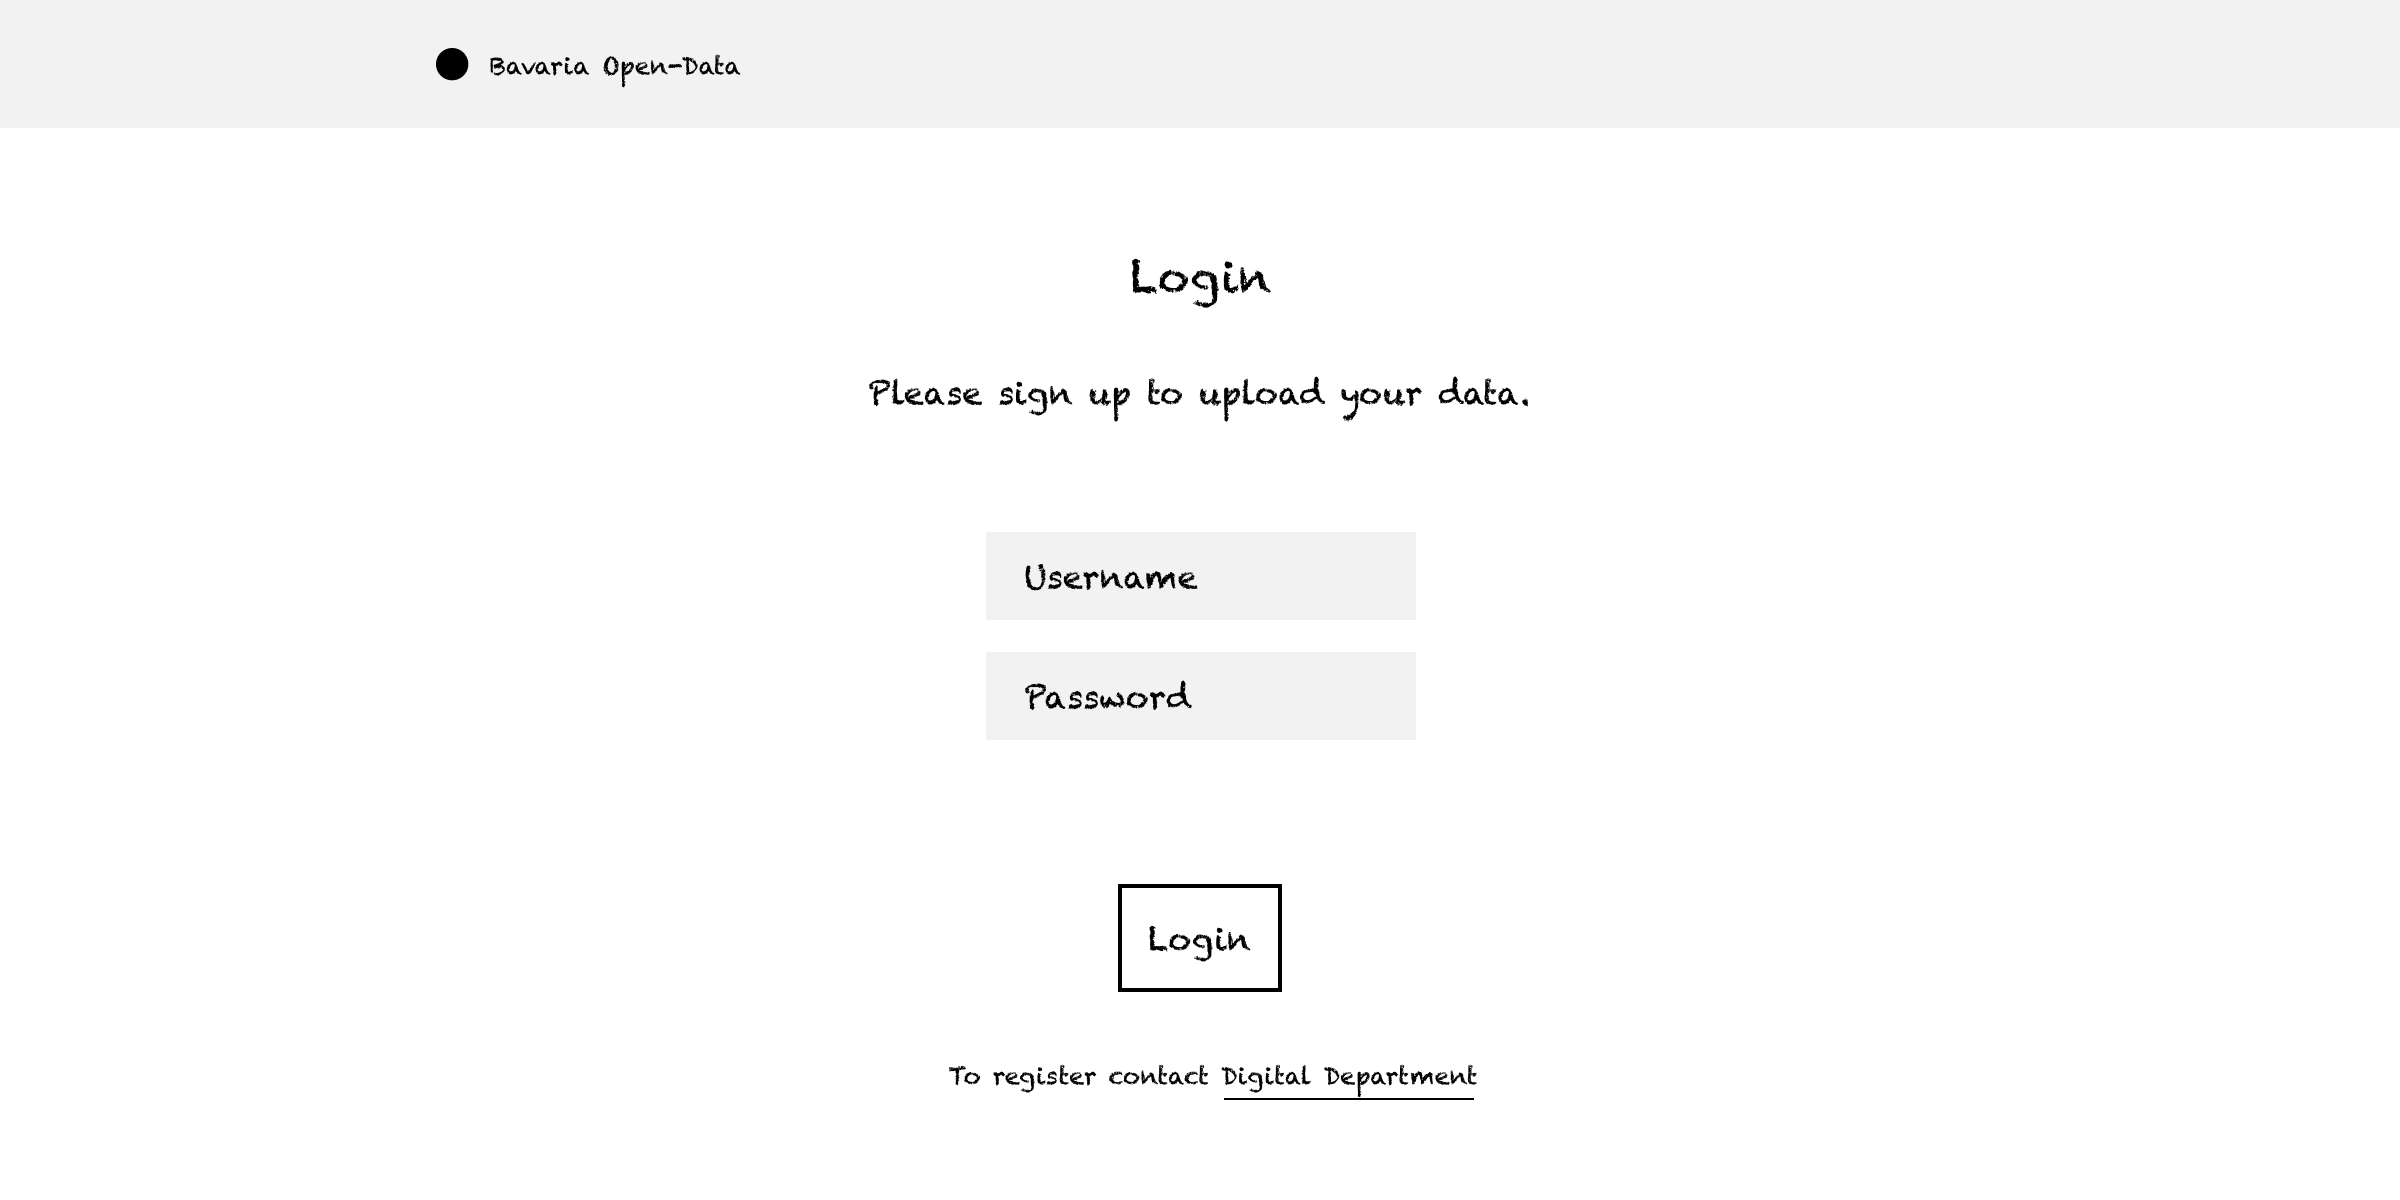 Bavaria Open-Data
Login
Please sign up to upload your data.
Username
Password
Login
To register contact Digital Department